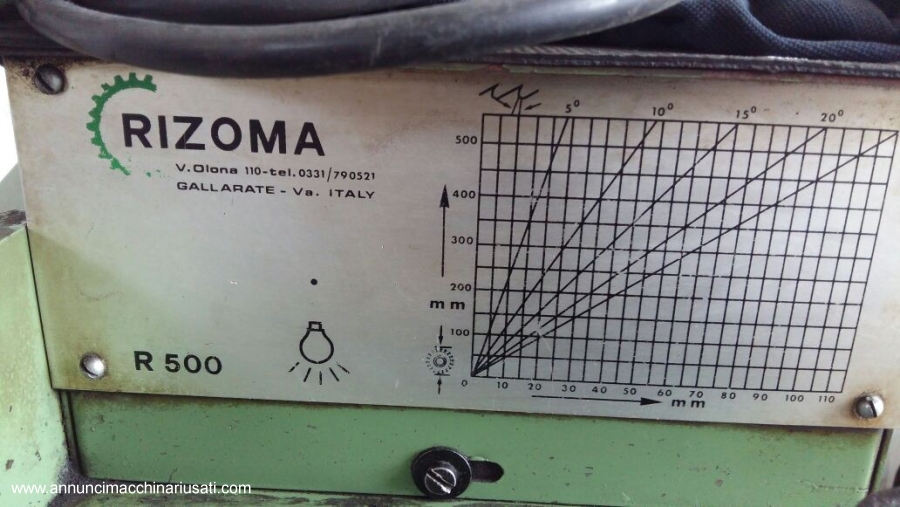 RIZOMA
V. Olona 110-tel. 0331/790521
GALLARATE - Va. ITALY
R 500
5° 10° 15° 20°
500
400
300
200
100
mm
0 10 20 30 40 50 60 70 80 90 100 110
mm
www.annuncimacchinariusati.com